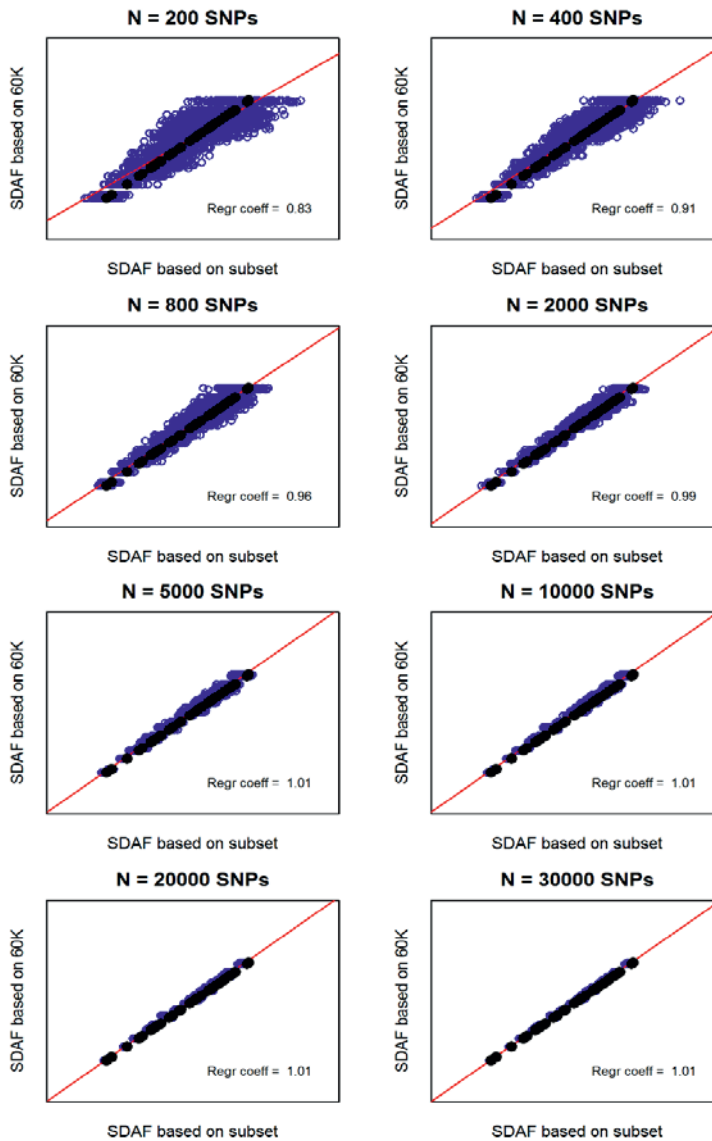 N = 200 SNPs
SDAF based on 60K
Regr coeff = 0.83
SDAF based on subset
N = 400 SNPs
SDAF based on 60K
Regr coeff = 0.91
SDAF based on subset
N = 800 SNPs
SDAF based on 60K
Regr coeff = 0.96
SDAF based on subset
N = 2000 SNPs
SDAF based on 60K
Regr coeff = 0.99
SDAF based on subset
N = 5000 SNPs
SDAF based on 60K
Regr coeff = 1.01
SDAF based on subset
N = 10000 SNPs
SDAF based on 60K
Regr coeff = 1.01
SDAF based on subset
N = 20000 SNPs
SDAF based on 60K
Regr coeff = 1.01
SDAF based on subset
N = 30000 SNPs
SDAF based on 60K
Regr coeff = 1.01
SDAF based on subset